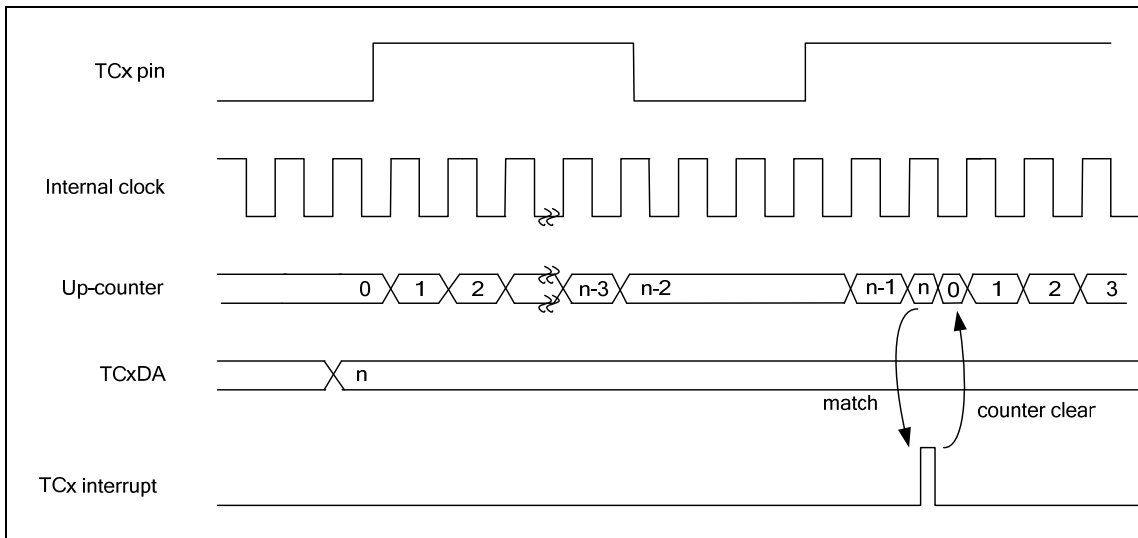 TCx pin
Internal clock
Up-counter 0 1 2 n-3 n-2 n-1 n 0 1 2 3
TCxDA n
match counter clear
TCx interrupt